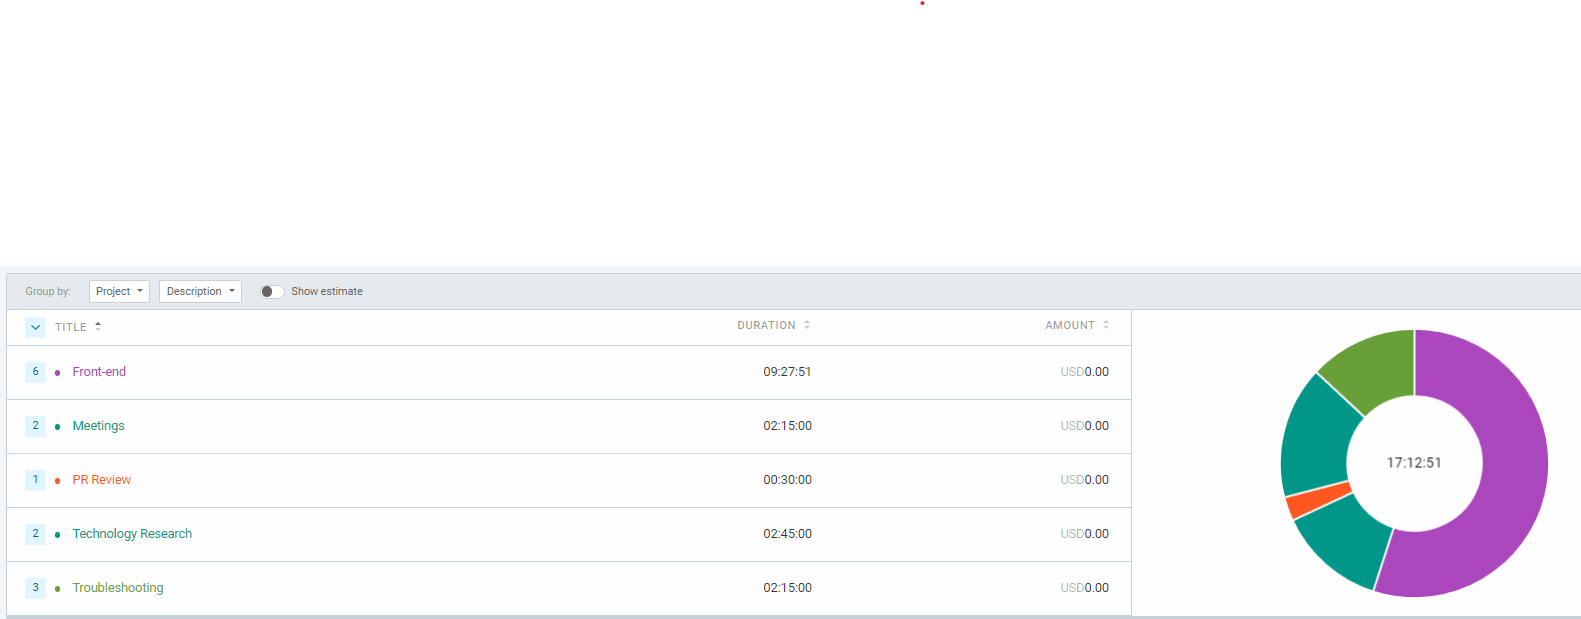 Group by: Project Description Show estimate
TITLE DURATION AMOUNT
6 Front-end 09:27:51 USD0.00
2 Meetings 02:15:00 USD0.00
1 PR Review 00:30:00 USD0.00
2 Technology Research 02:45:00 USD0.00
3 Troubleshooting 02:15:00 USD0.00
17:12:51